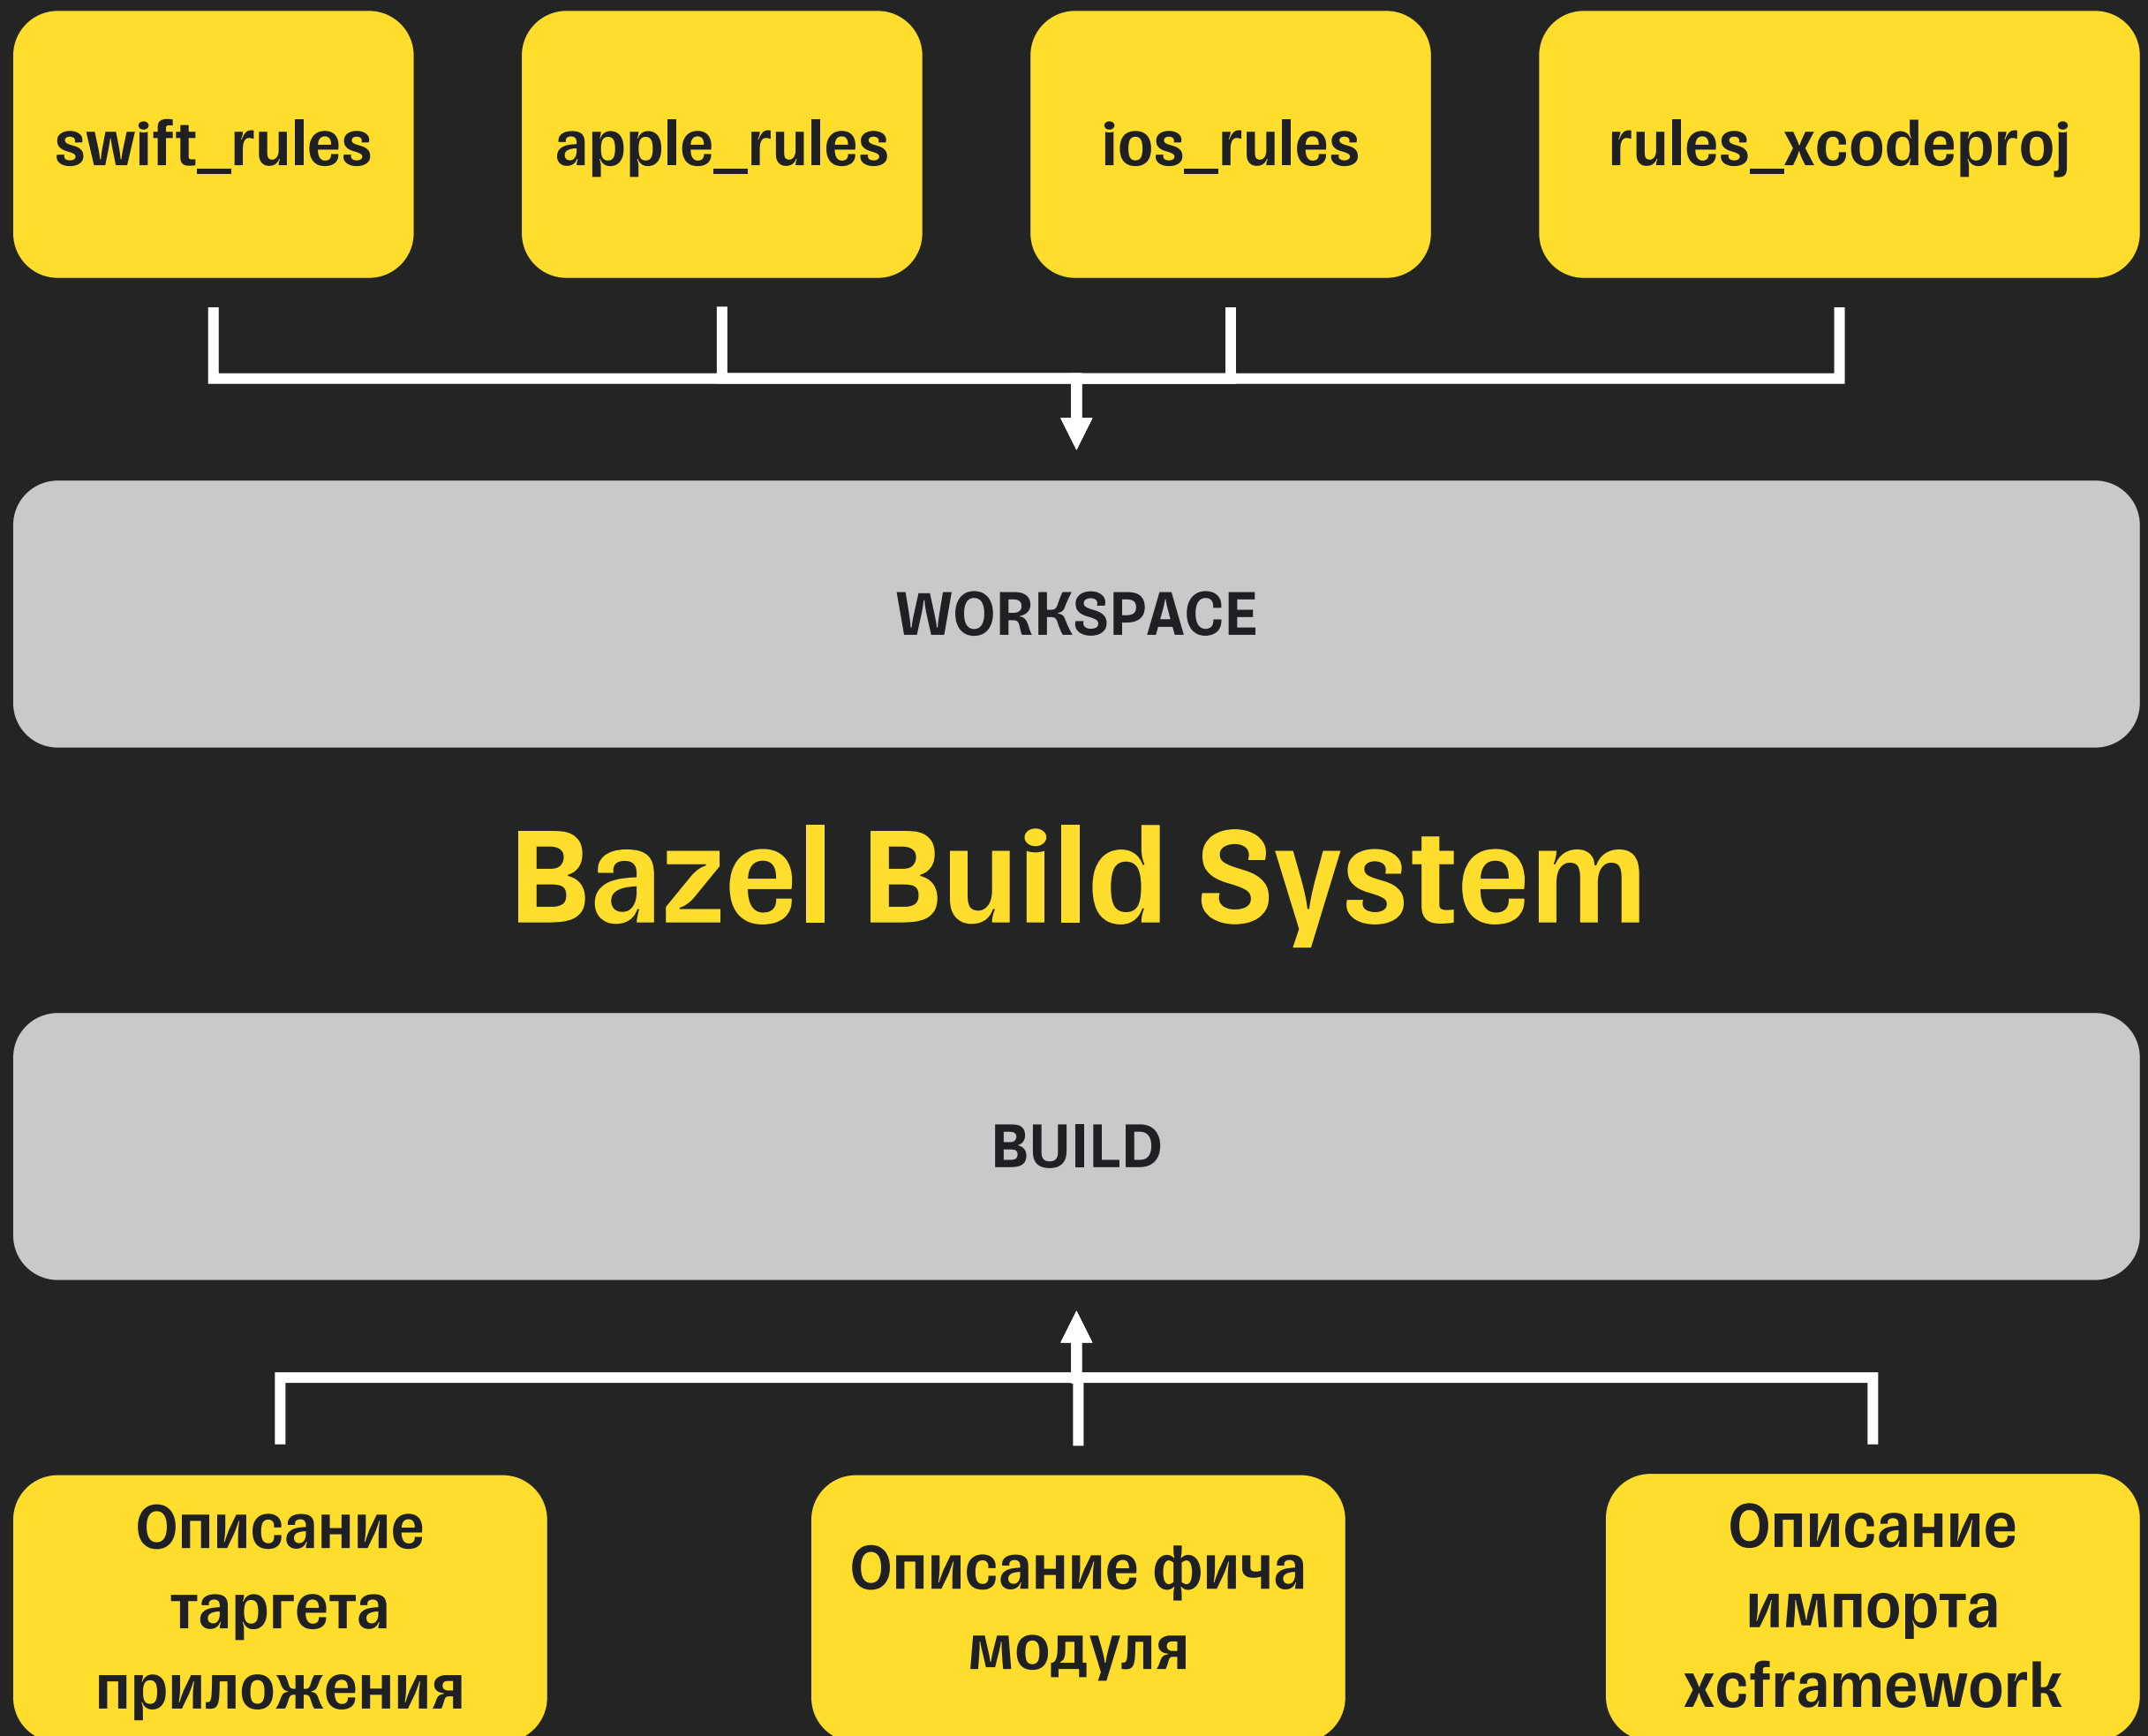 swift_rules
apple_rules
ios_rules
rules_xcodeproj
WORKSPACE
Bazel Build System
BUILD
Описание
таргета
приложения
Описание фича
модуля
Описание
импорта
xcframework